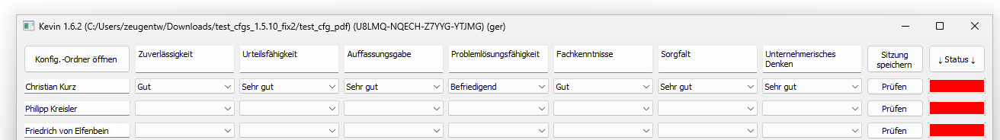 Kevin 1.6.2 (C:/Users/zeugentw/Downloads/test_cfgs_1.5.10_fix2/test_cfg_pdf) (U8LMQ-NQECH-Z7YYG-YTJMG) (ger)
Konfig.-Ordner öffnen
Zuverlässigkeit
Urteilsfähigkeit
Auffassungsgabe
Problemlösungsfähigkeit
Fachkenntnisse
Sorgfalt
Unternehmerisches
Denken
Sitzung
speichern
↓ Status ↓
Christian Kurz
Gut
Sehr gut
Sehr gut
Befriedigend
Gut
Sehr gut
Sehr gut
Prüfen
Philipp Kreisler
Prüfen
Friedrich von Elfenbein
Prüfen